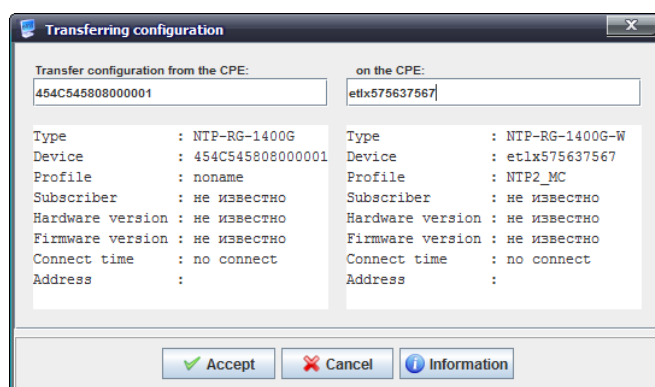 Transferring configuration
Transfer configuration from the CPE:
on the CPE:
454C545808000001
etlx575637567
Type : NTP-RG-1400G
Device : 454C545808000001
Profile : noname
Subscriber : не известно
Hardware version : не известно
Firmware version : не известно
Connect time : no connect
Address :
Type : NTP-RG-1400G-W
Device : etlx575637567
Profile : NTP2_MC
Subscriber : не известно
Hardware version : не известно
Firmware version : не известно
Connect time : no connect
Address :
Accept
Cancel
Information